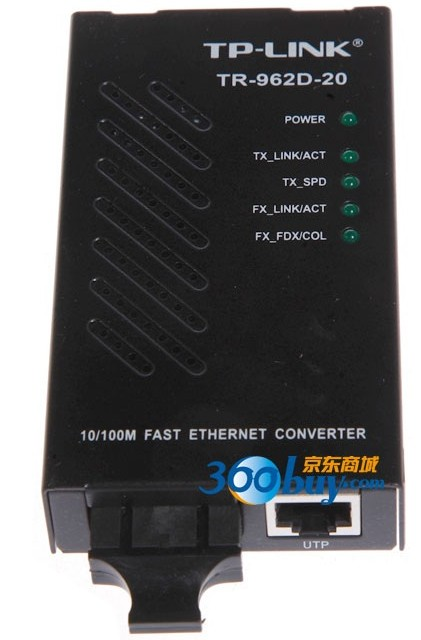 TP-LINK®
TR-962D-20
POWER
TX_LINK/ACT
TX_SPD
FX_LINK/ACT
FX_FDX/COL
10/100M FAST ETHERNET CONVERTER
京东商城
360buy.com
UTP